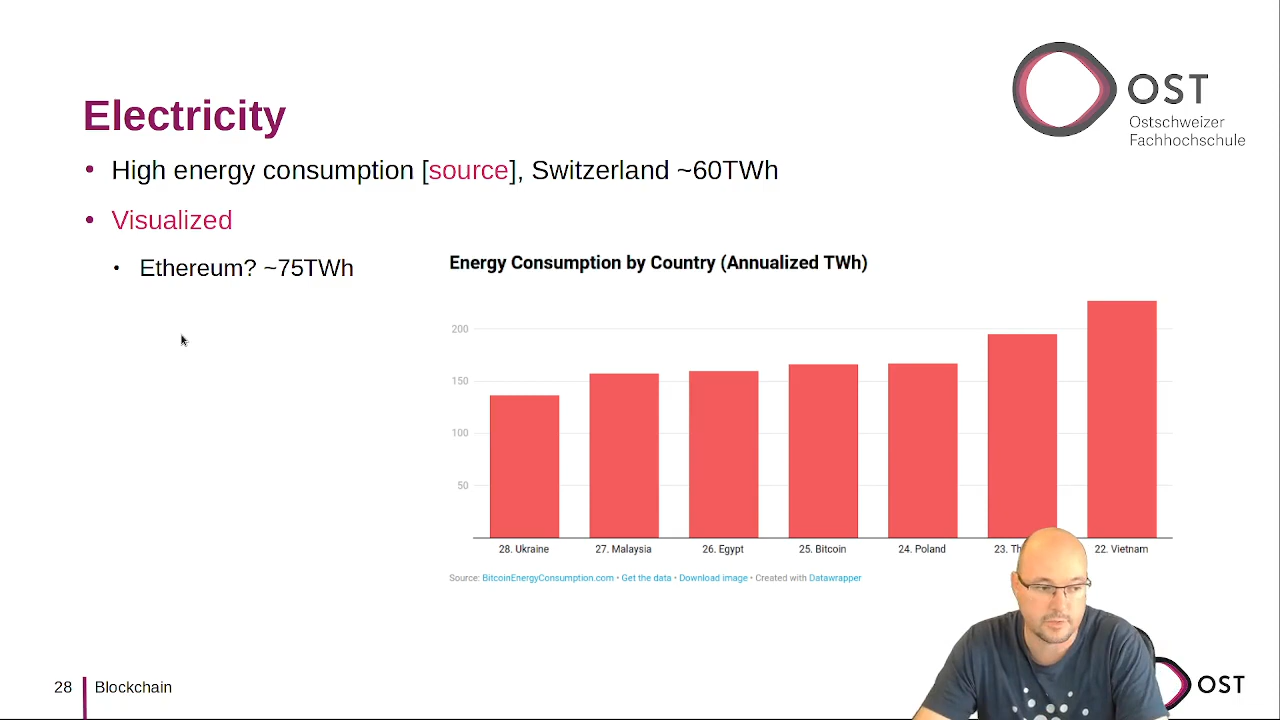 OST
Ostschweizer
Fachhochschule
Electricity
• High energy consumption [source], Switzerland ~60TWh
• Visualized
• Ethereum? ~75TWh
Energy Consumption by Country (Annualized TWh)
200
150
100
50
28. Ukraine 27. Malaysia 26. Egypt 25. Bitcoin 24. Poland 23. Th 22. Vietnam
Source: BitcoinEnergyConsumption.com • Get the data • Download image • Created with Datawrapper
28 Blockchain
OST